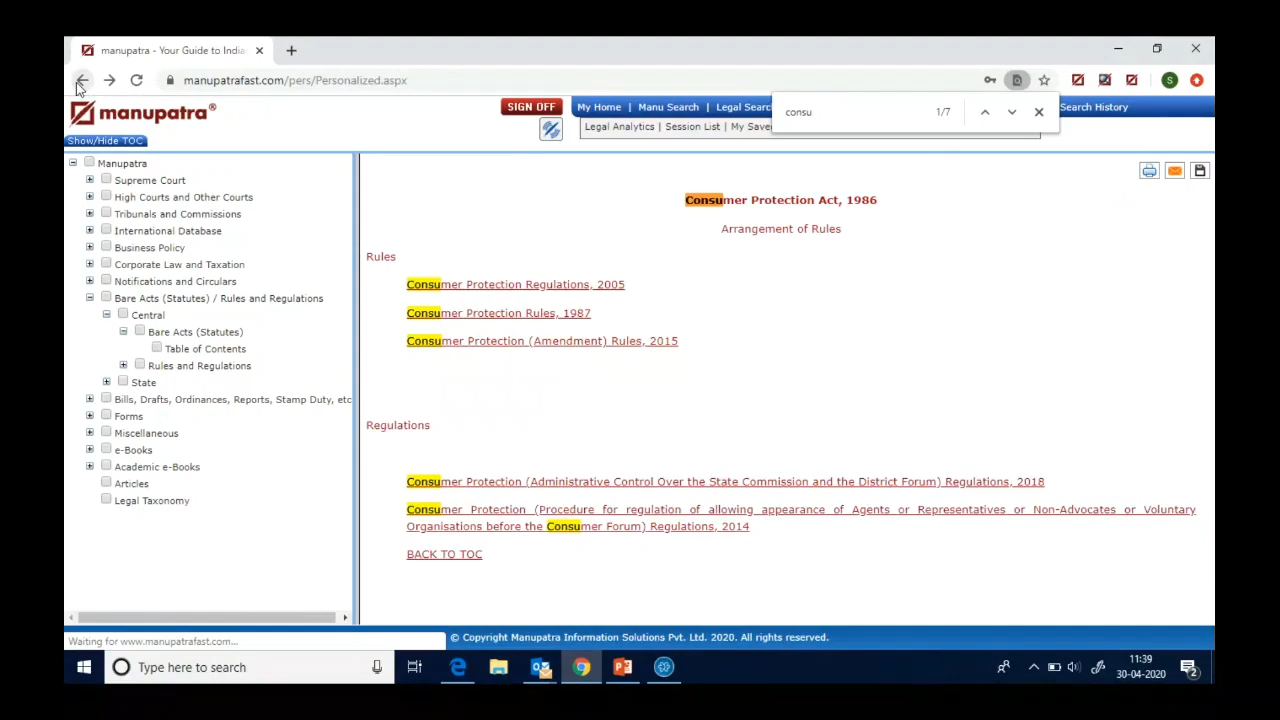 manupatra - Your Guide to India
manupatrafast.com/pers/Personalized.aspx
S
manupatra®
SIGN OFF
My Home | Manu Search | Legal Searc
Search History
consu 1/7
Legal Analytics | Session List | My Save
Show/Hide TOC
Manupatra
Supreme Court
High Courts and Other Courts
Tribunals and Commissions
International Database
Business Policy
Corporate Law and Taxation
Notifications and Circulars
Bare Acts (Statutes) / Rules and Regulations
Central
Bare Acts (Statutes)
Table of Contents
Rules and Regulations
State
Bills, Drafts, Ordinances, Reports, Stamp Duty, etc
Forms
Miscellaneous
e-Books
Academic e-Books
Articles
Legal Taxonomy
Consumer Protection Act, 1986
Arrangement of Rules
Rules
Consumer Protection Regulations, 2005
Consumer Protection Rules, 1987
Consumer Protection (Amendment) Rules, 2015
Regulations
Consumer Protection (Administrative Control Over the State Commission and the District Forum) Regulations, 2018
Consumer Protection (Procedure for regulation of allowing appearance of Agents or Representatives or Non-Advocates or Voluntary
Organisations before the Consumer Forum) Regulations, 2014
BACK TO TOC
Waiting for www.manupatrafast.com...
© Copyright Manupatra Information Solutions Pvt. Ltd. 2020. All rights reserved.
Type here to search
11:39
30-04-2020
2